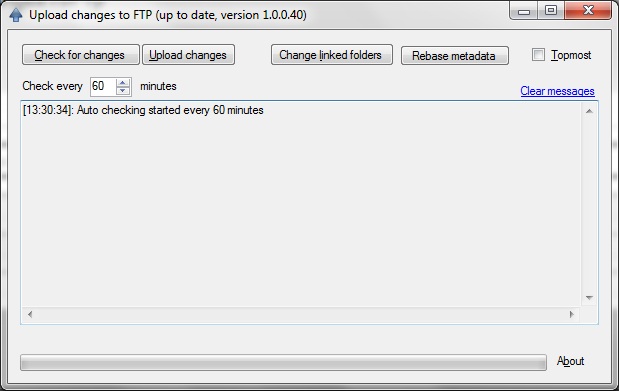 Upload changes to FTP (up to date, version 1.0.0.40)
Check for changes Upload changes Change linked folders Rebase metadata Topmost
Check every 60 minutes
Clear messages
[13:30:34]: Auto checking started every 60 minutes
About